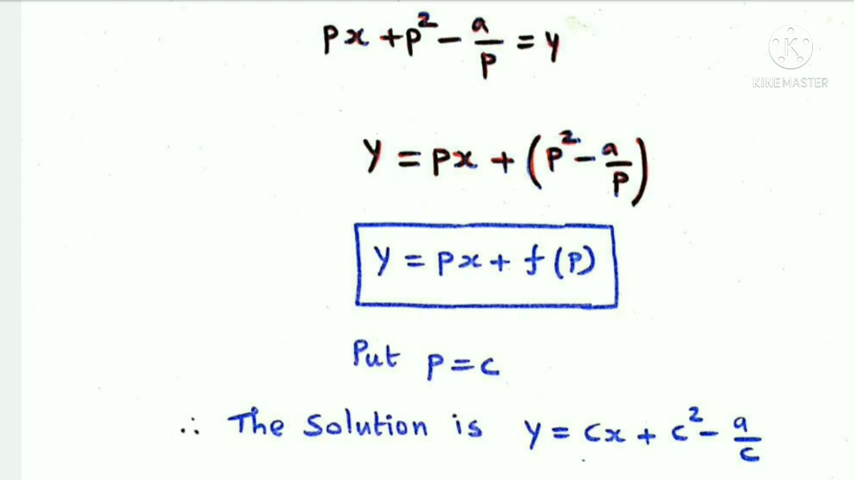 px + p² - a/p = y
KINEMASTER
y = px + (p² - a/p)
y = px + f(p)
Put p = c
∴ The solution is y = cx + c² - a/c